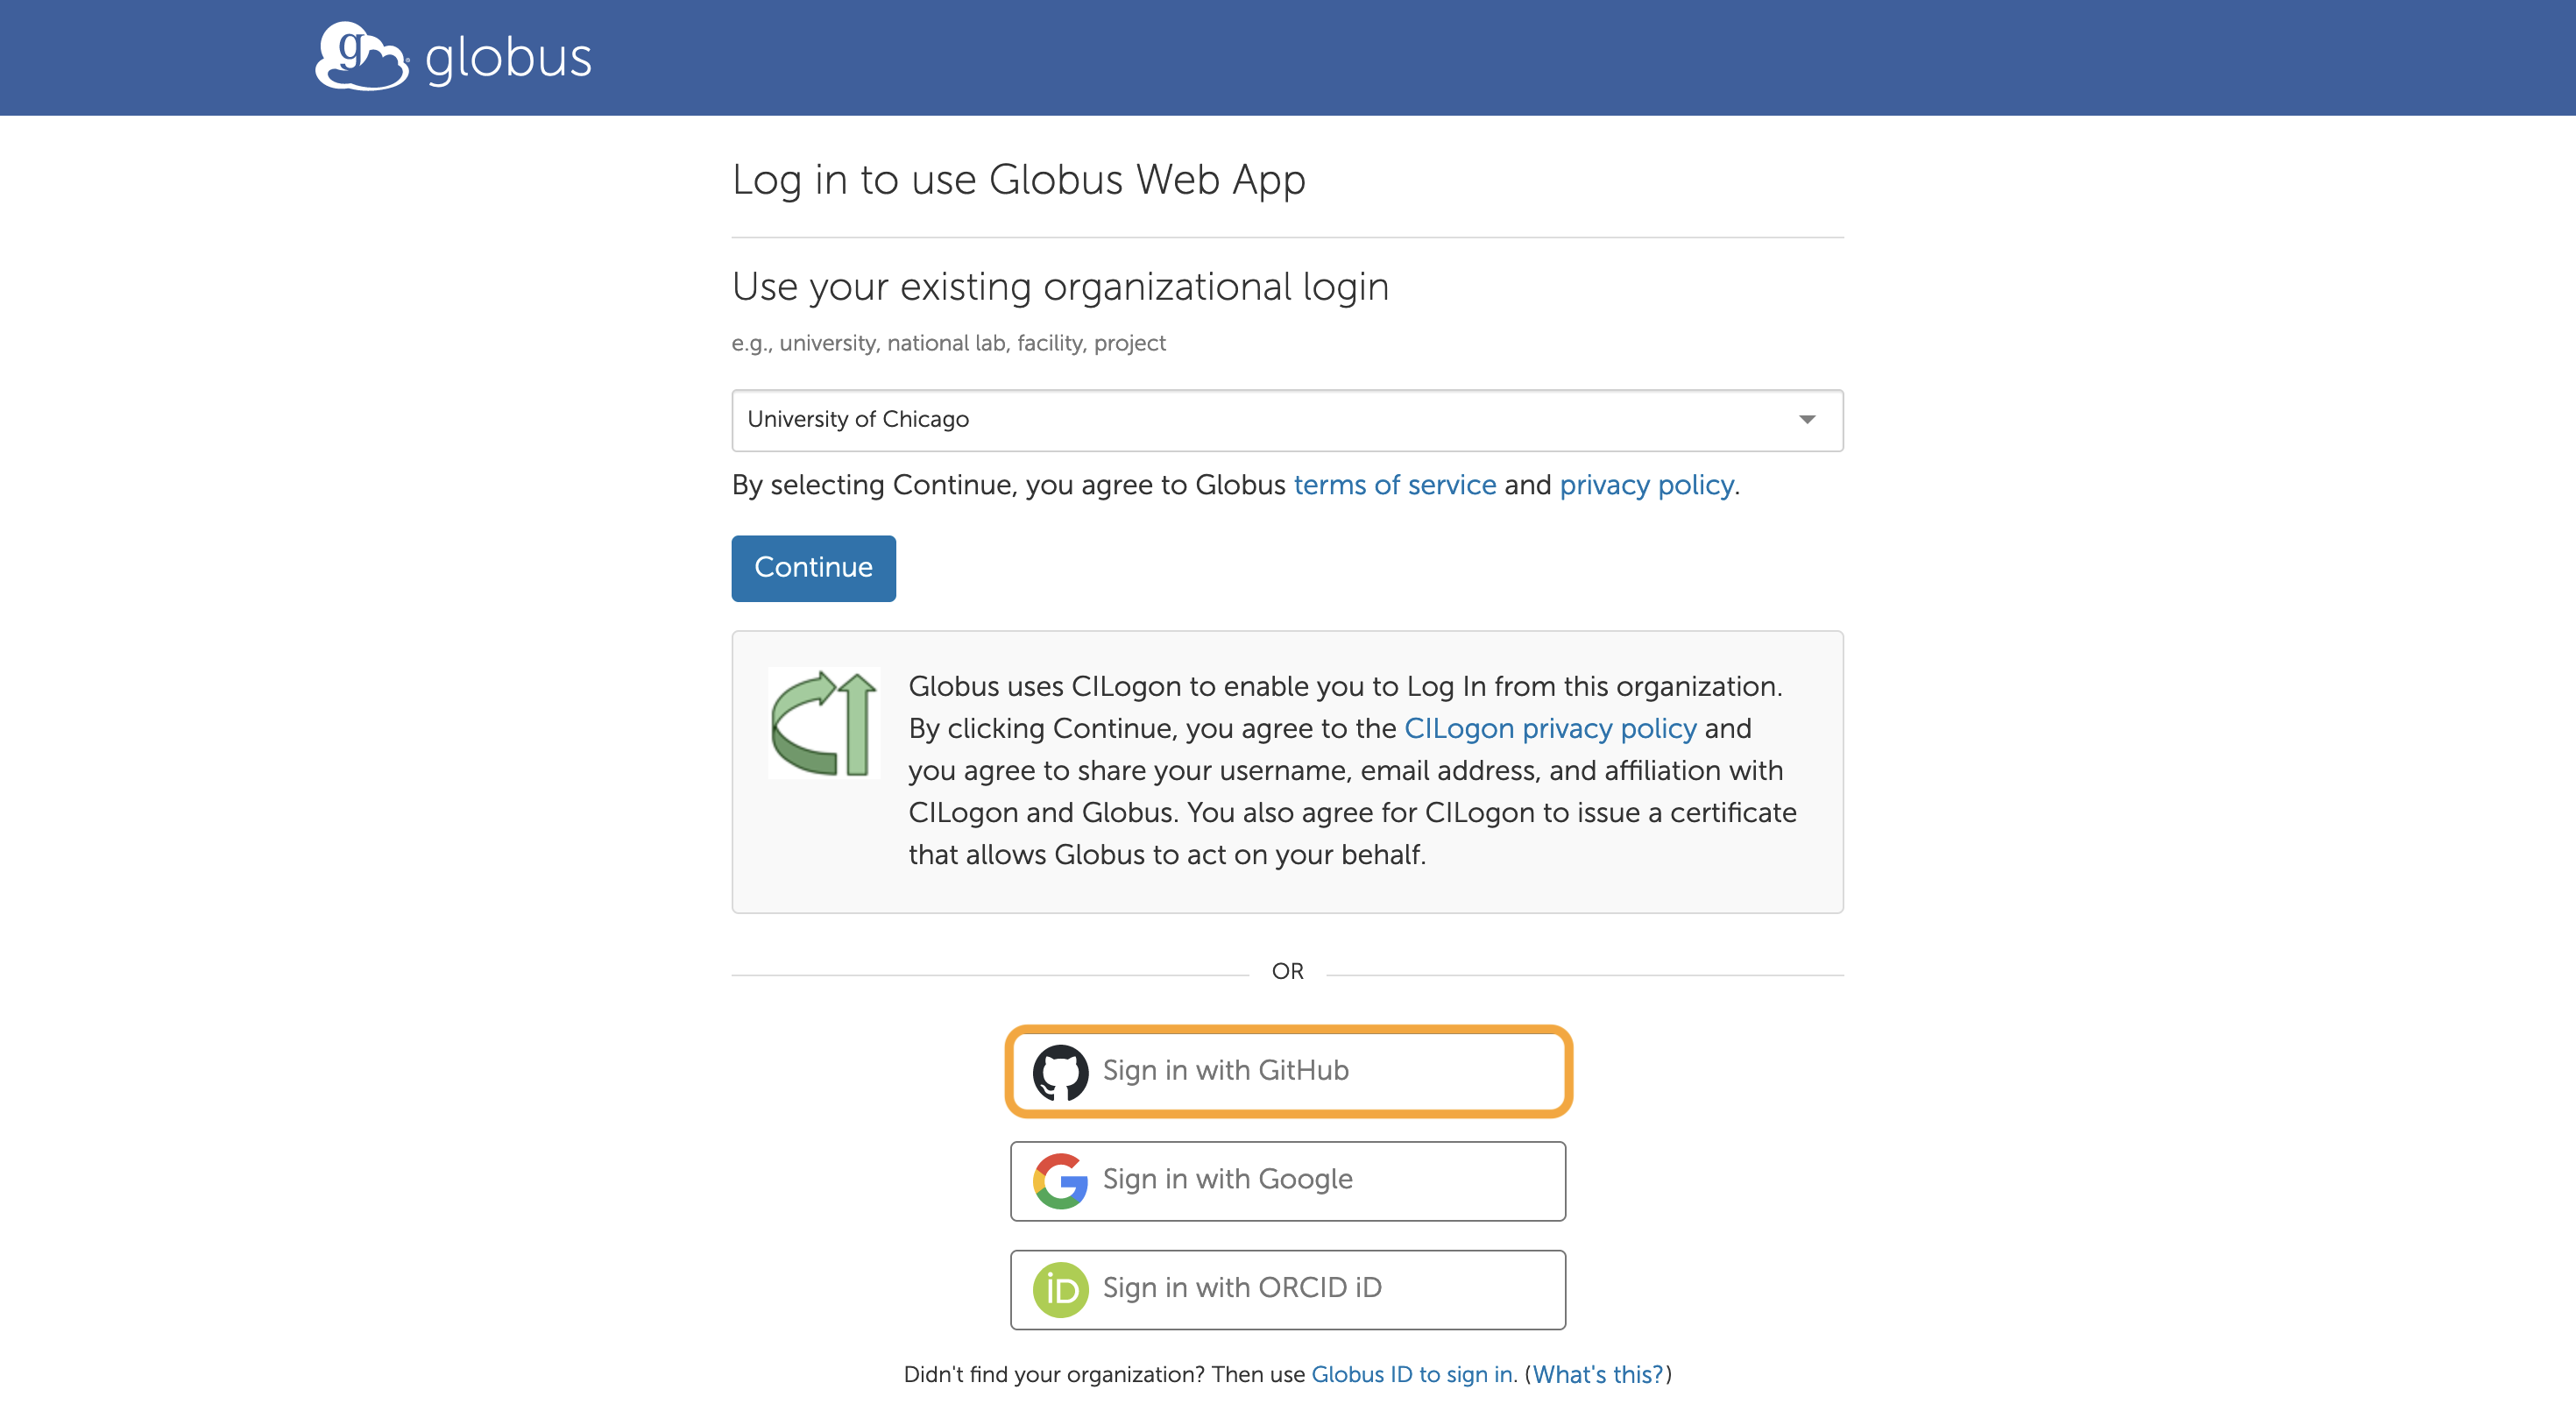 globus
Log in to use Globus Web App
Use your existing organizational login
e.g., university, national lab, facility, project
University of Chicago
By selecting Continue, you agree to Globus terms of service and privacy policy.
Continue
Globus uses CILogon to enable you to Log In from this organization.
By clicking Continue, you agree to the CILogon privacy policy and
you agree to share your username, email address, and affiliation with
CILogon and Globus. You also agree for CILogon to issue a certificate
that allows Globus to act on your behalf.
OR
Sign in with GitHub
Sign in with Google
Sign in with ORCID iD
Didn't find your organization? Then use Globus ID to sign in. (What's this?)